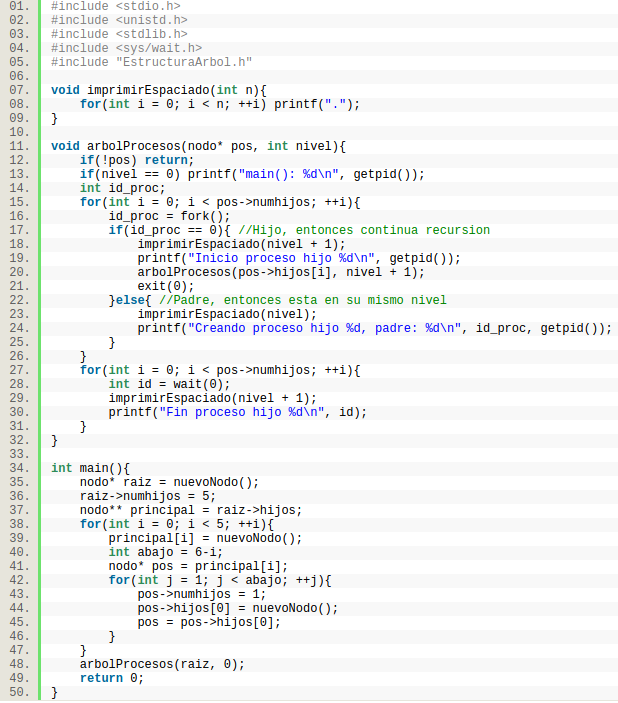 01. #include <stdio.h>
02. #include <unistd.h>
03. #include <stdlib.h>
04. #include <sys/wait.h>
05. #include "EstructuraArbol.h"
06.
07. void imprimirEspaciado(int n){
08.     for(int i = 0; i < n; ++i) printf(".");
09. }
10.
11. void arbolProcesos(nodo* pos, int nivel){
12.     if(!pos) return;
13.     if(nivel == 0) printf("main(): %d\n", getpid());
14.     int id_proc;
15.     for(int i = 0; i < pos->numhijos; ++i){
16.         id_proc = fork();
17.         if(id_proc == 0){ //Hijo, entonces continua recursion
18.             imprimirEspaciado(nivel + 1);
19.             printf("Inicio proceso hijo %d\n", getpid());
20.             arbolProcesos(pos->hijos[i], nivel + 1);
21.             exit(0);
22.         }else{ //Padre, entonces esta en su mismo nivel
23.             imprimirEspaciado(nivel);
24.             printf("Creando proceso hijo %d, padre: %d\n", id_proc, getpid());
25.         }
26.     }
27.     for(int i = 0; i < pos->numhijos; ++i){
28.         int id = wait(0);
29.         imprimirEspaciado(nivel + 1);
30.         printf("Fin proceso hijo %d\n", id);
31.     }
32. }
33.
34. int main(){
35.     nodo* raiz = nuevoNodo();
36.     raiz->numhijos = 5;
37.     nodo** principal = raiz->hijos;
38.     for(int i = 0; i < 5; ++i){
39.         principal[i] = nuevoNodo();
40.         int abajo = 6-i;
41.         nodo* pos = principal[i];
42.         for(int j = 1; j < abajo; ++j){
43.             pos->numhijos = 1;
44.             pos->hijos[0] = nuevoNodo();
45.             pos = pos->hijos[0];
46.         }
47.     }
48.     arbolProcesos(raiz, 0);
49.     return 0;
50. }